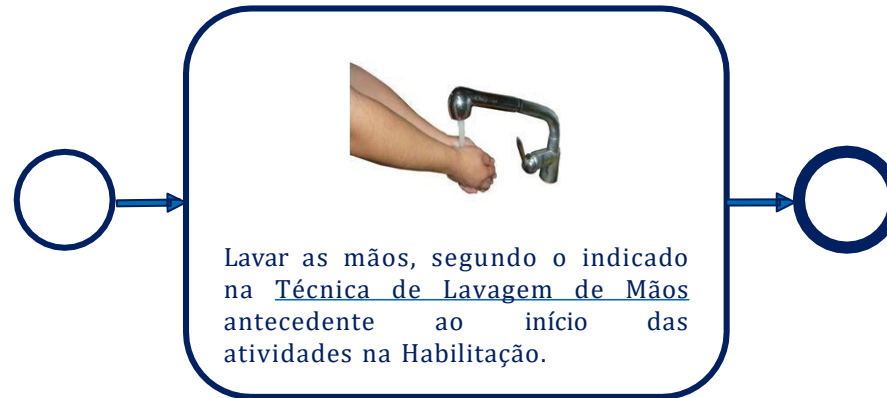 Lavar as mãos, segundo o indicado
na Técnica de Lavagem de Mãos
antecedente ao início das
atividades na Habilitação.